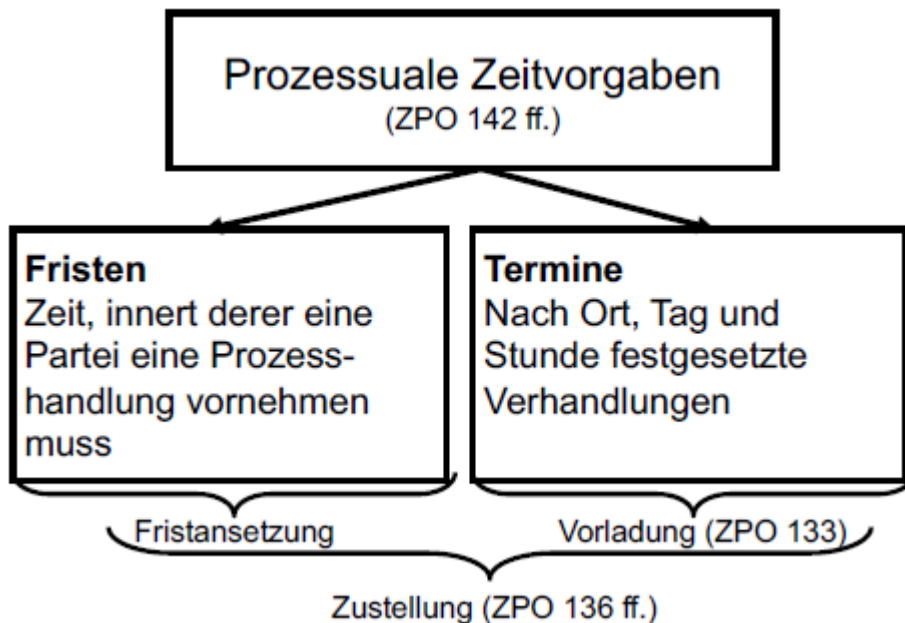 Prozessuale Zeitvorgaben
(ZPO 142 ff.)
Fristen
Zeit, innert derer eine
Partei eine Prozess-
handlung vornehmen
muss
Termine
Nach Ort, Tag und
Stunde festgesetzte
Verhandlungen
Fristansetzung
Vorladung (ZPO 133)
Zustellung (ZPO 136 ff.)